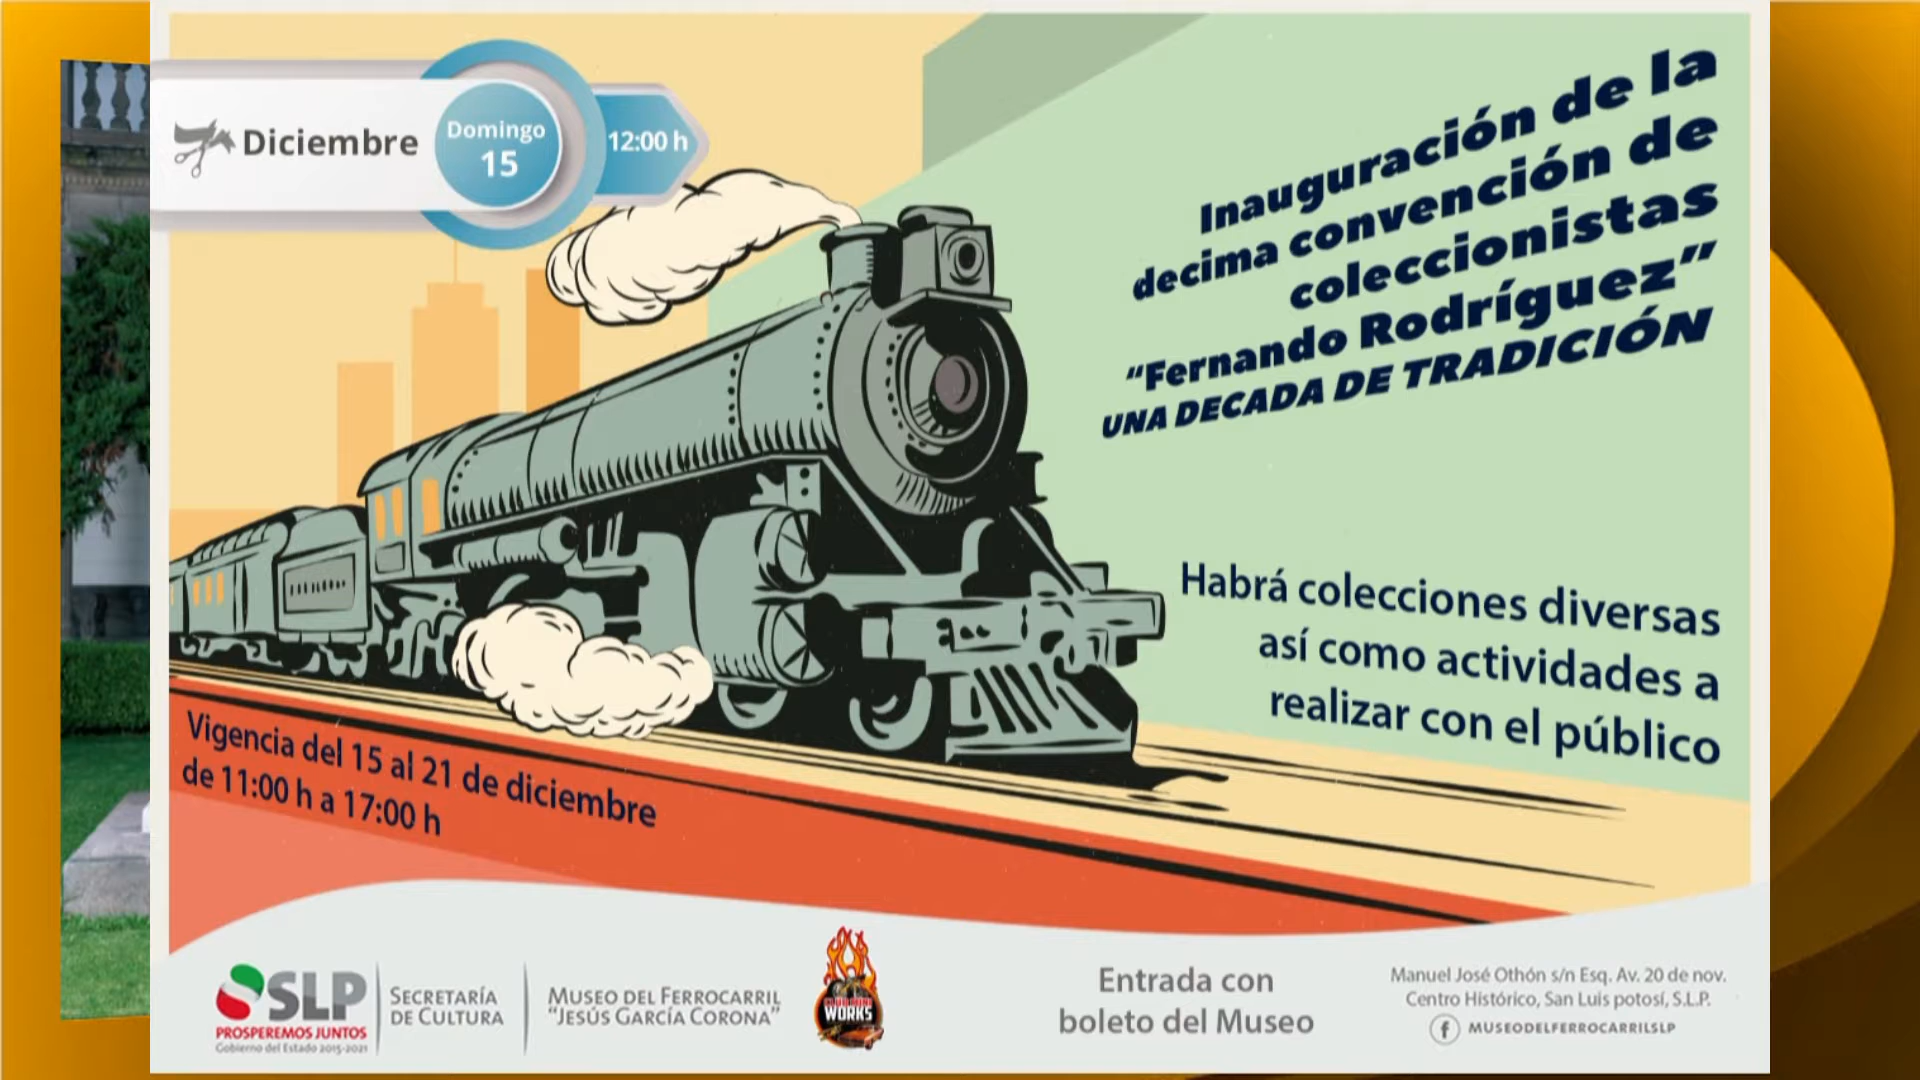 Diciembre
Domingo
15
12:00 h
Inauguración de la
decima convención de
coleccionistas
“Fernando Rodríguez”
UNA DECADA DE TRADICIÓN
Habrá colecciones diversas
así como actividades a
realizar con el público
Vigencia del 15 al 21 de diciembre
de 11:00 h a 17:00 h
SLP
PROSPEREMOS JUNTOS
Gobierno del Estado 2015-2021
SECRETARÍA
DE CULTURA
MUSEO DEL FERROCARRIL
“JESÚS GARCÍA CORONA”
CLUB MINI
WORKS
Entrada con
boleto del Museo
Manuel José Othón s/n Esq. Av. 20 de nov.
Centro Histórico, San Luis potosí, S.L.P.
MUSEODELFERROCARRILSLP